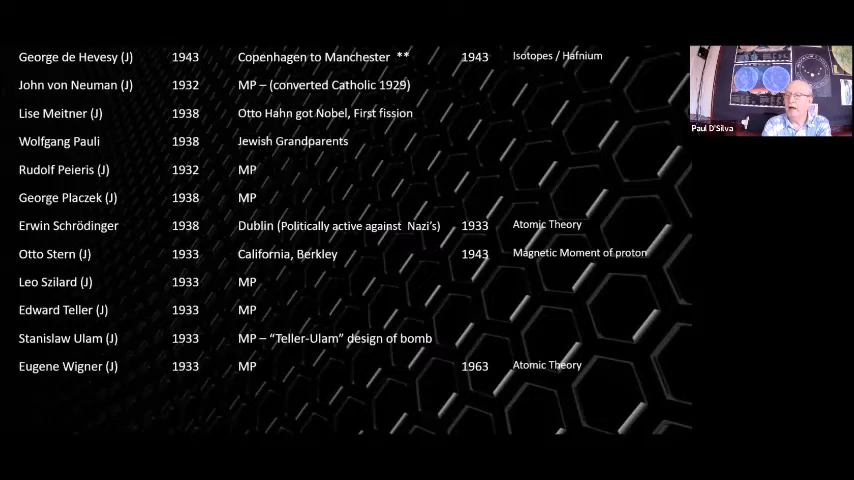 George de Hevesy (J) 1943 Copenhagen to Manchester ** 1943 Isotopes / Hafnium
John von Neuman (J) 1932 MP – (converted Catholic 1929)
Lise Meitner (J) 1938 Otto Hahn got Nobel, First fission
Wolfgang Pauli 1938 Jewish Grandparents
Rudolf Peieris (J) 1932 MP
George Placzek (J) 1938 MP
Erwin Schrödinger 1938 Dublin (Politically active against Nazi's) 1933 Atomic Theory
Otto Stern (J) 1933 California, Berkley 1943 Magnetic Moment of proton
Leo Szilard (J) 1933 MP
Edward Teller (J) 1933 MP
Stanislaw Ulam (J) 1933 MP – “Teller-Ulam” design of bomb
Eugene Wigner (J) 1933 MP 1963 Atomic Theory
Paul D'Silva